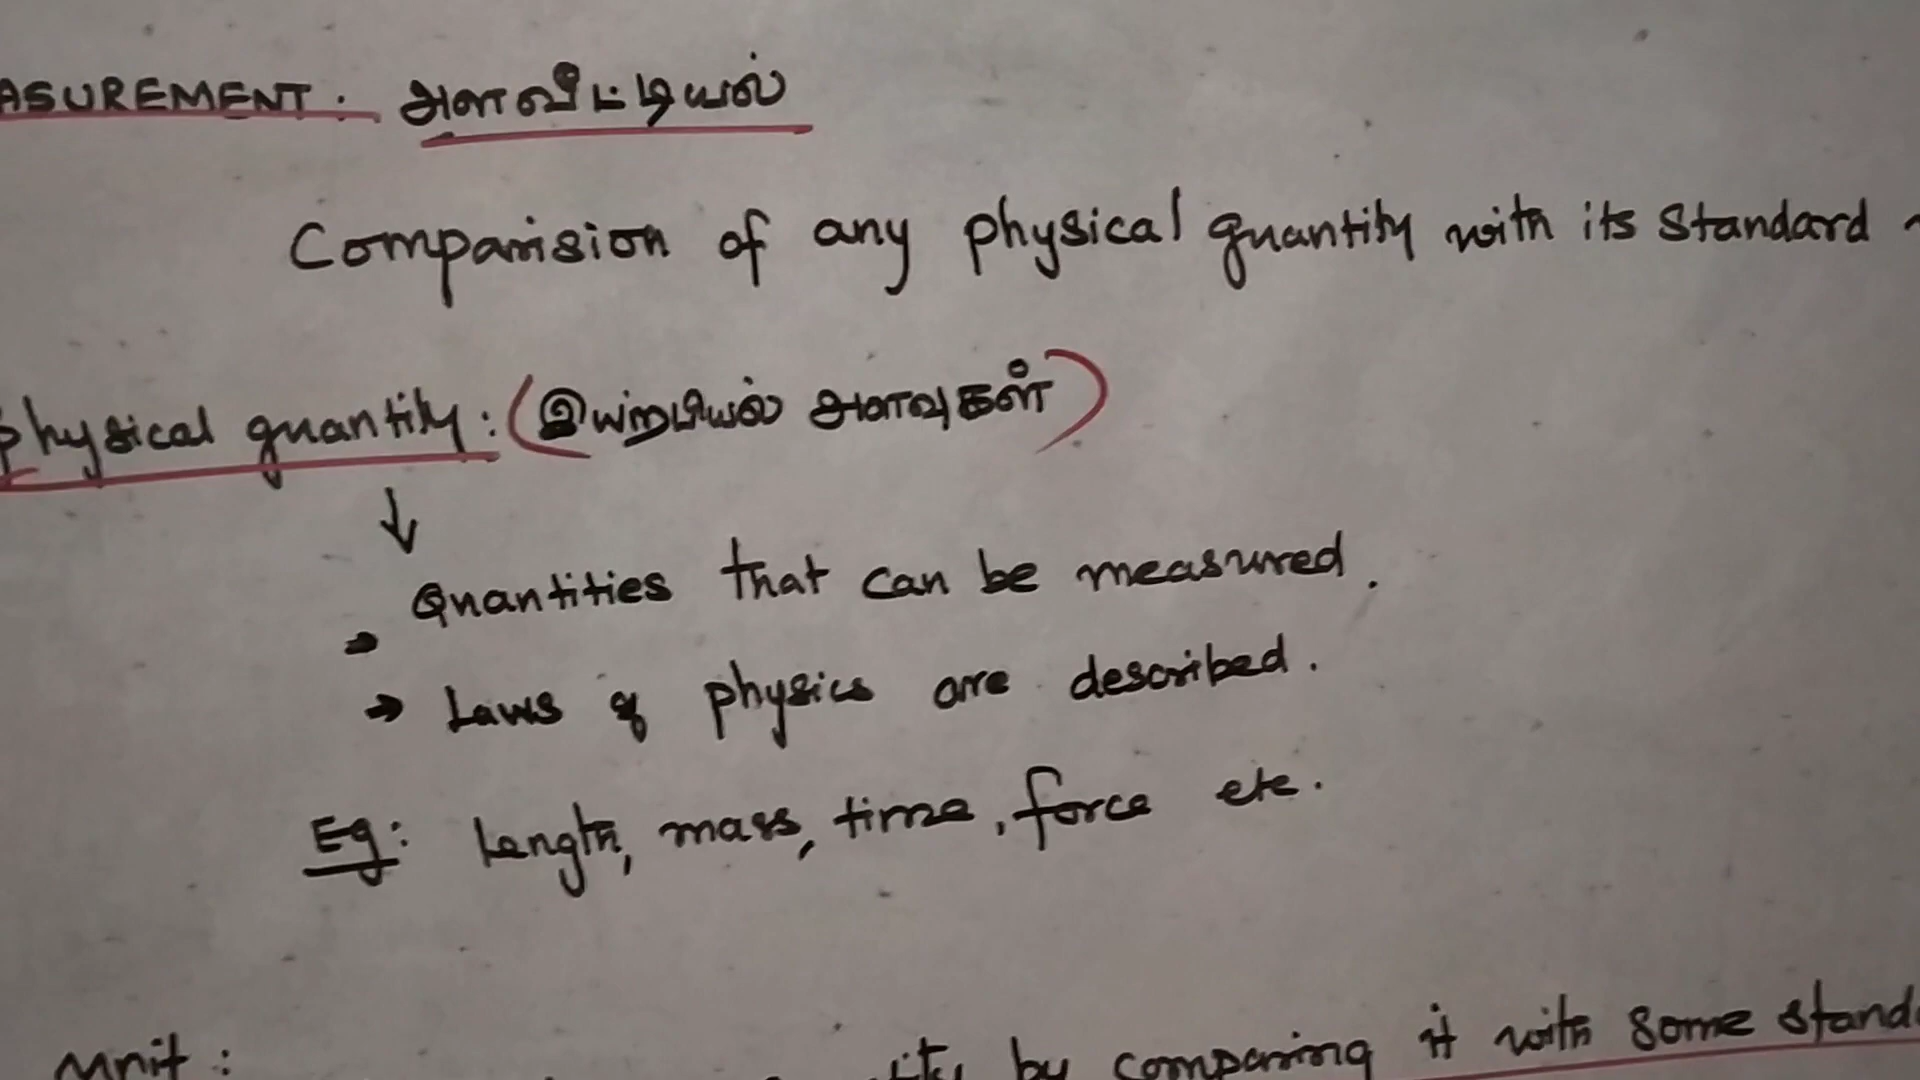 ASUREMENT: அளவீட்டியல்
Comparision of any physical quantity with its standard
Physical quantity: (இயற்பியல் அளவுகள்)
↓
Quantities that can be measured.
→
→ Laws of physics are described.
Eg: Length, mass, time, force etc.
Unit: by comparing it with some stand